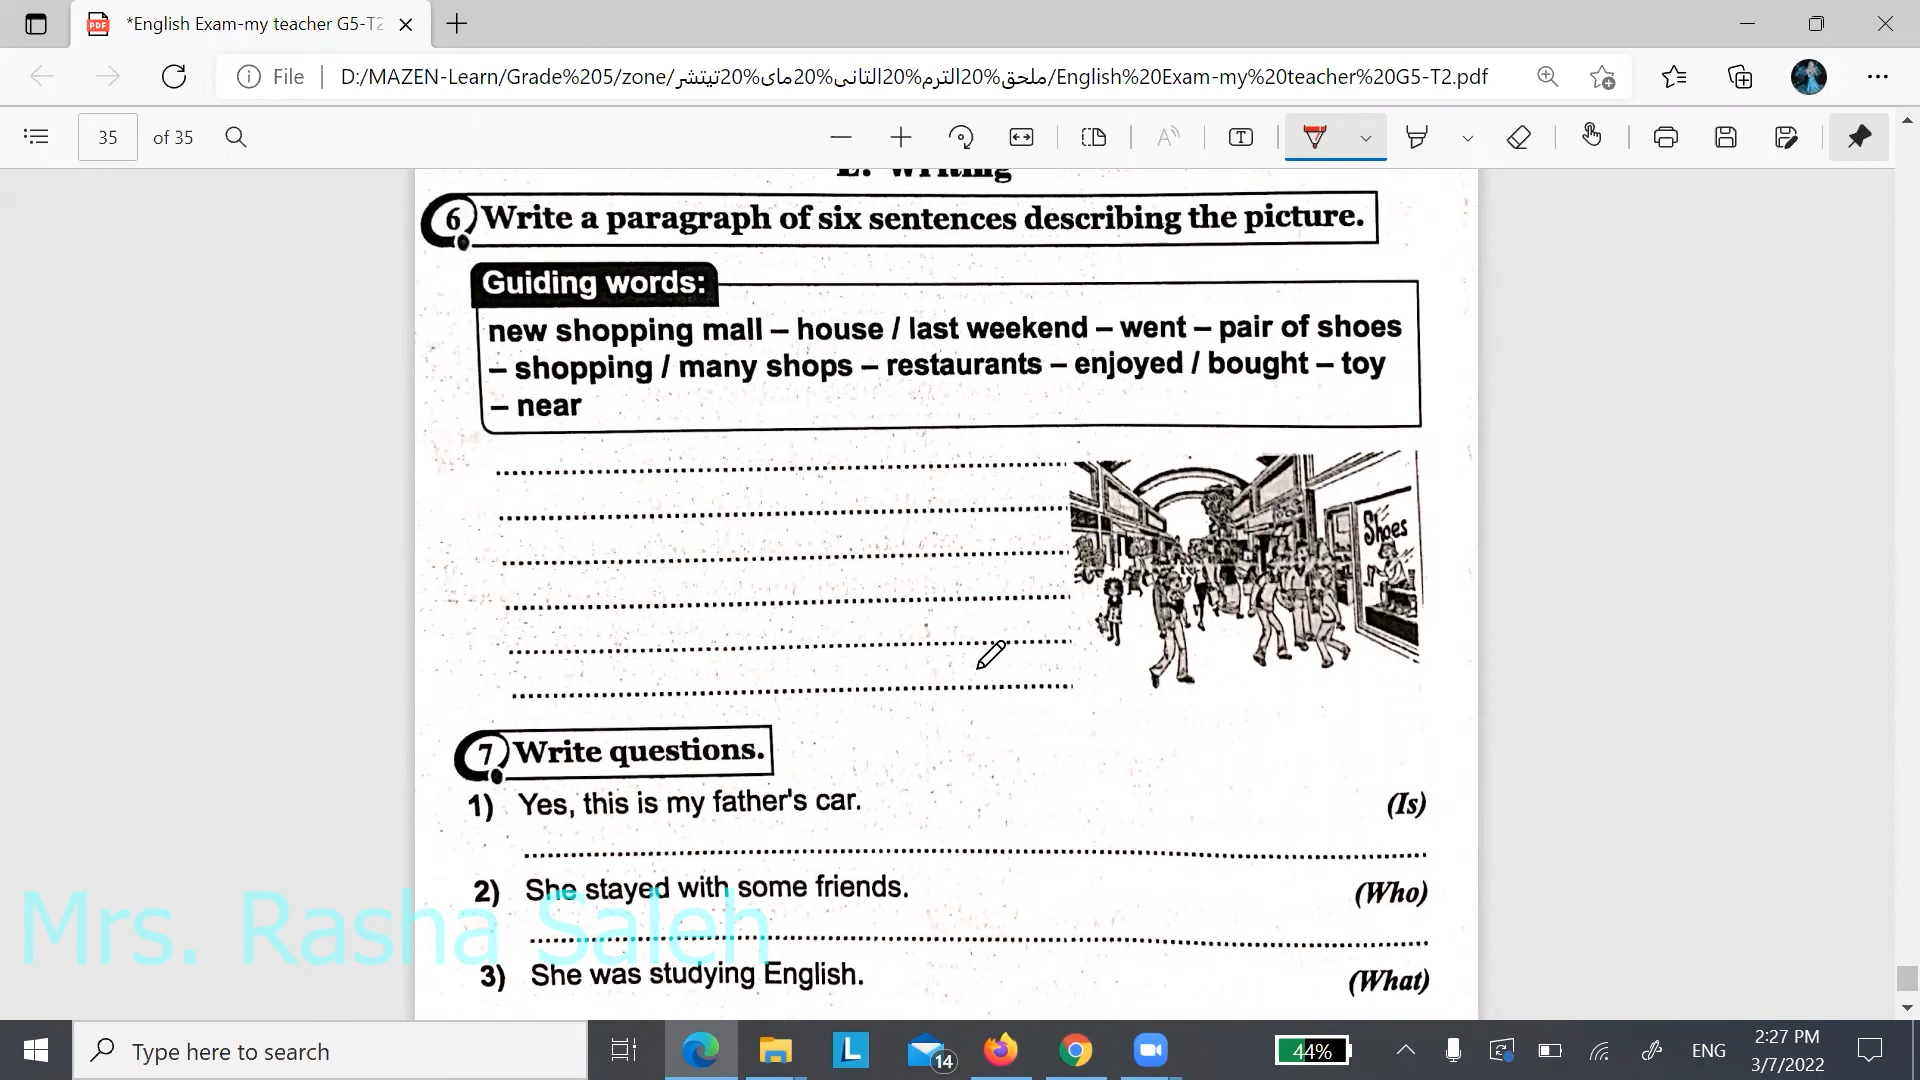 *English Exam-my teacher G5-T2
File
D:/MAZEN-Learn/Grade%205/zone/ملحق%20الترم%20التانى%20ماى%20تيتشر/English%20Exam-my%20teacher%20G5-T2.pdf
35 of 35
E: Writing
6 Write a paragraph of six sentences describing the picture.
Guiding words:
new shopping mall – house / last weekend – went – pair of shoes
– shopping / many shops – restaurants – enjoyed / bought – toy
– near
Shoes
7 Write questions.
1) Yes, this is my father's car. (Is)
2) She stayed with some friends. (Who)
Mrs. Rasha Saleh
3) She was studying English. (What)
Type here to search
L
14
44%
ENG
2:27 PM
3/7/2022